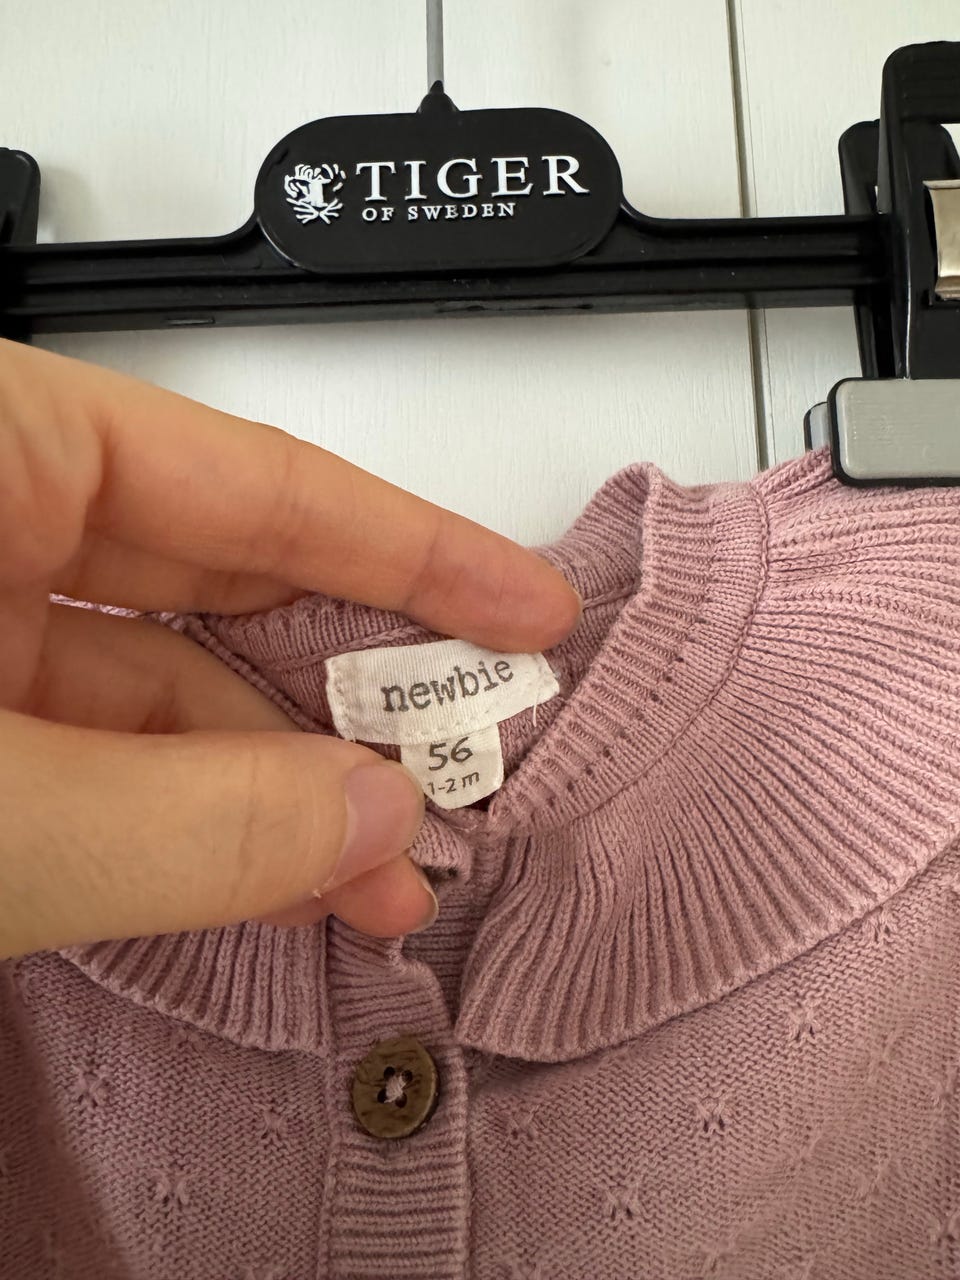 TIGER
OF SWEDEN
newbie
56
1-2 m